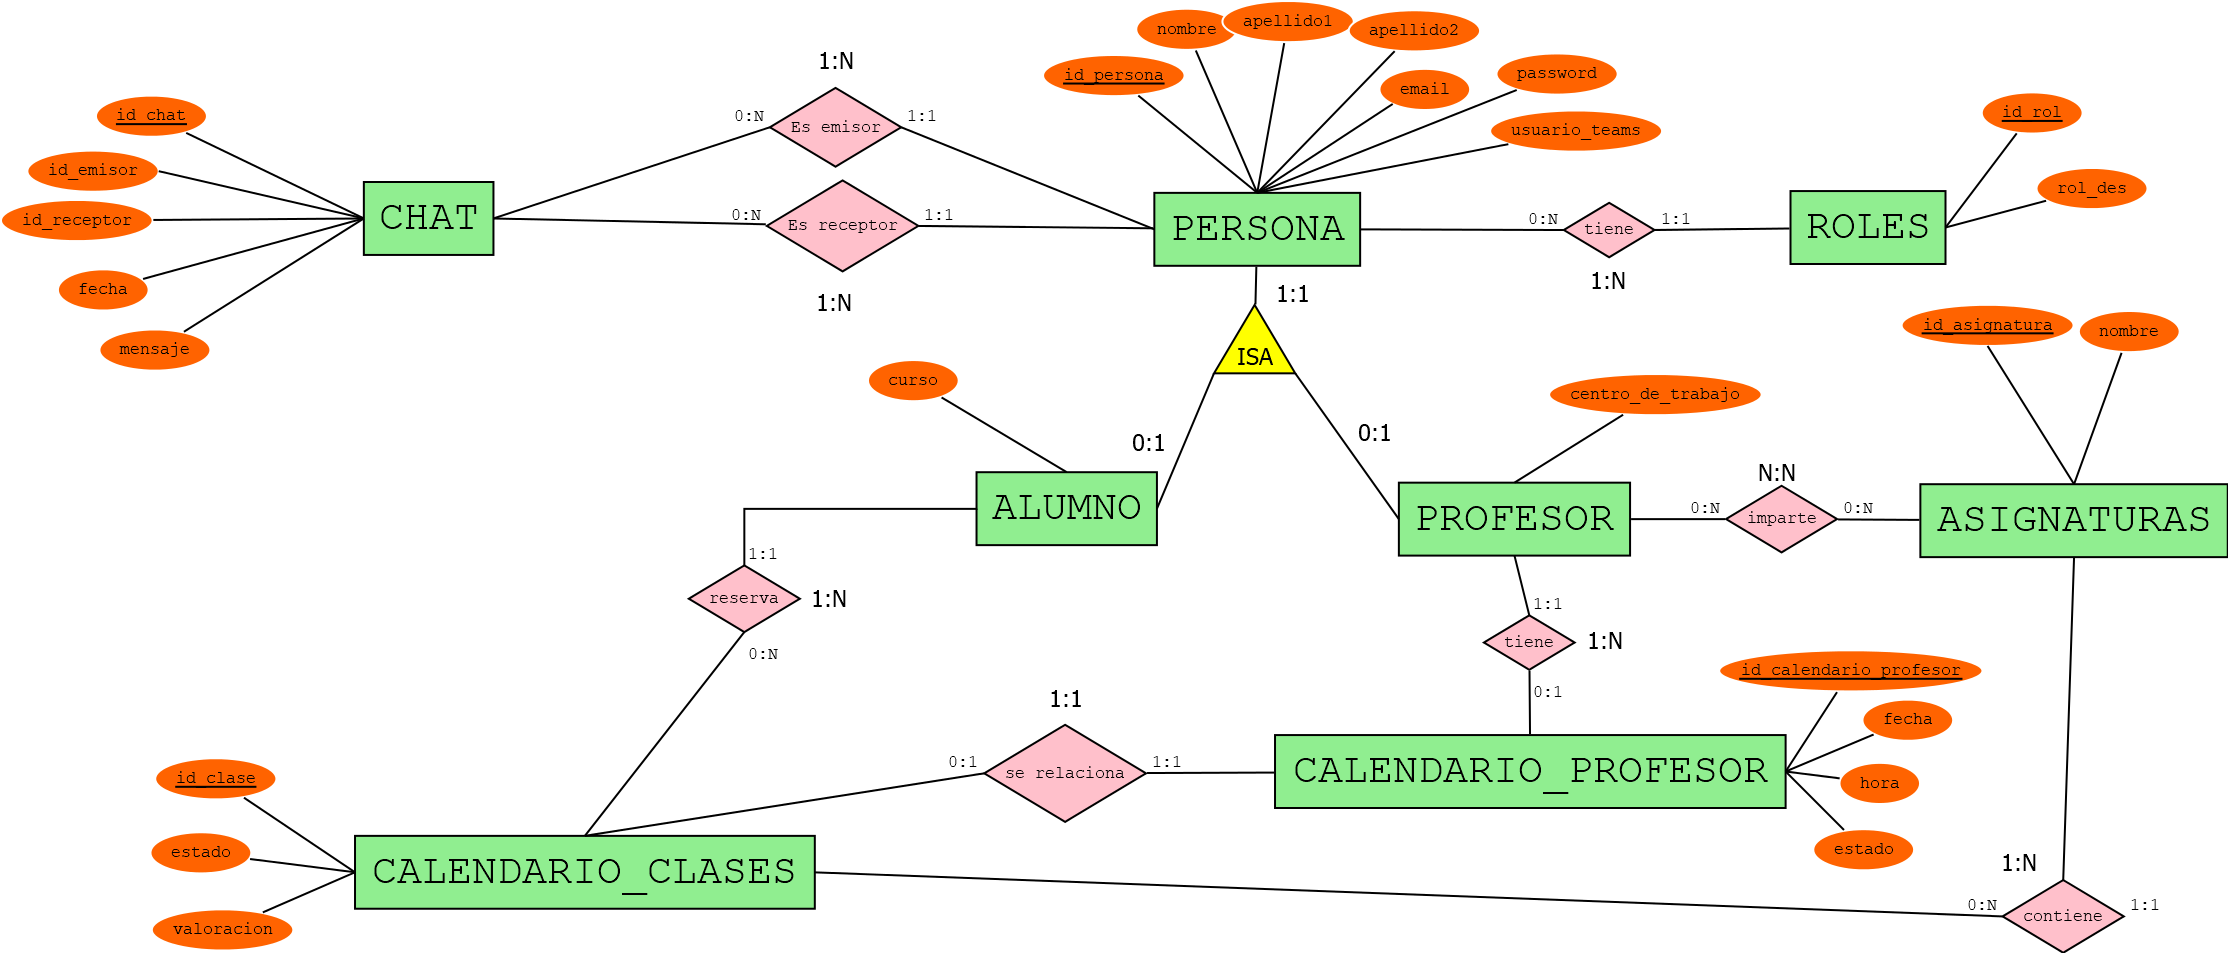 nombre
apellido1
apellido2
1:N
id_persona
email
password
id_chat
0:N
Es emisor
1:1
usuario_teams
id_rol
id_emisor
rol_des
id_receptor
CHAT
0:N
Es receptor
1:1
PERSONA
0:N
tiene
1:1
ROLES
1:N
fecha
1:N
1:1
mensaje
ISA
id_asignatura
nombre
curso
centro_de_trabajo
0:1
0:1
N:N
ALUMNO
PROFESOR
0:N
imparte
0:N
ASIGNATURAS
1:1
reserva
1:N
1:1
tiene
1:N
0:N
0:1
id_calendario_profesor
1:1
fecha
0:1
se relaciona
1:1
CALENDARIO_PROFESOR
hora
id_clase
estado
estado
CALENDARIO_CLASES
1:N
valoracion
0:N
contiene
1:1